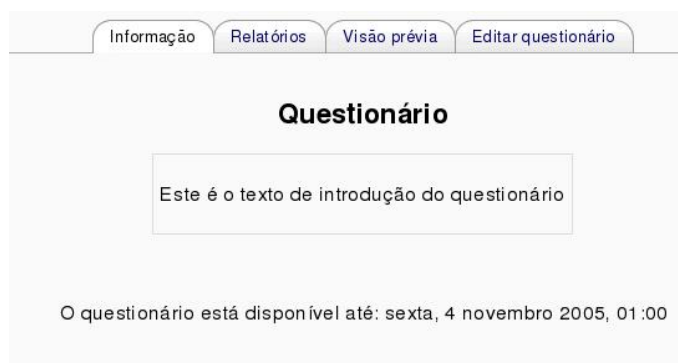 Informação Relatórios Visão prévia Editar questionário
Questionário
Este é o texto de introdução do questionário
O questionário está disponível até: sexta, 4 novembro 2005, 01:00